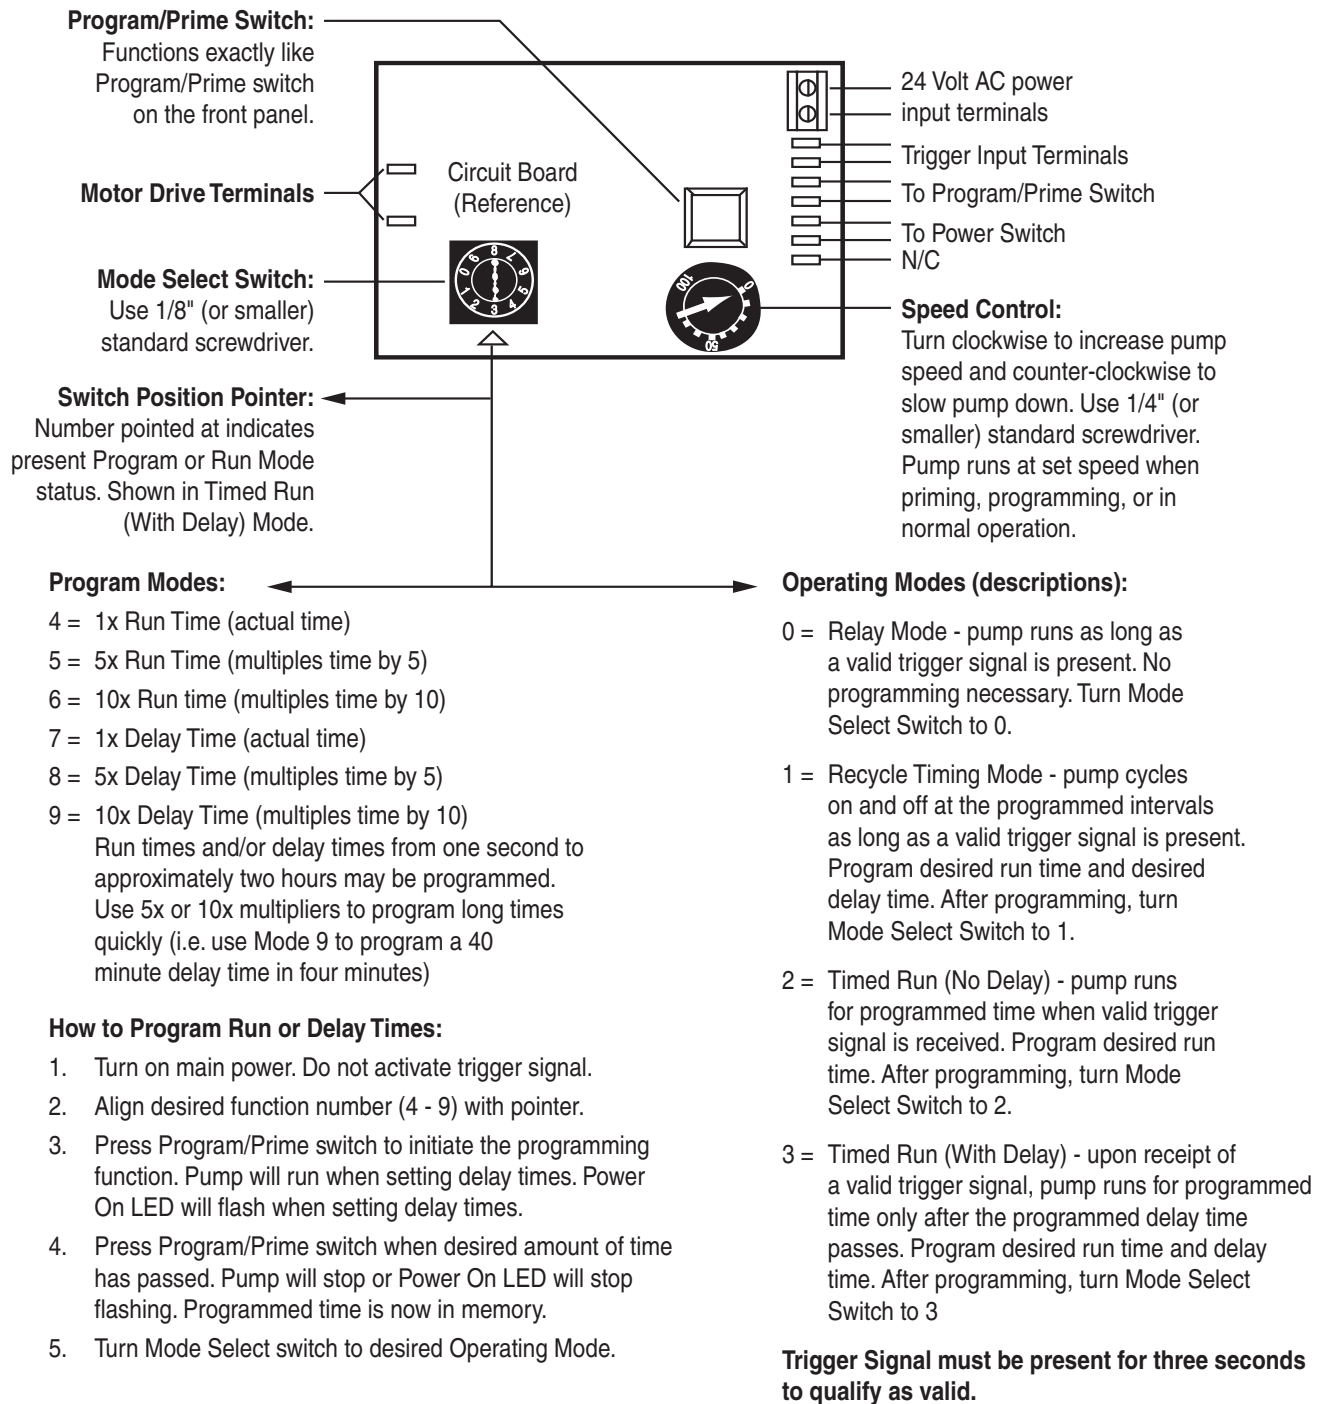 Program/Prime Switch:
Functions exactly like
Program/Prime switch
on the front panel.
Motor Drive Terminals
Mode Select Switch:
Use 1/8" (or smaller)
standard screwdriver.
Switch Position Pointer:
Number pointed at indicates
present Program or Run Mode
status. Shown in Timed Run
(With Delay) Mode.
Circuit Board
(Reference)
8
7
6
5
4
3
2
1
0
9
0
50
100
24 Volt AC power
input terminals
Trigger Input Terminals
To Program/Prime Switch
To Power Switch
N/C
Speed Control:
Turn clockwise to increase pump
speed and counter-clockwise to
slow pump down. Use 1/4" (or
smaller) standard screwdriver.
Pump runs at set speed when
priming, programming, or in
normal operation.
Program Modes:
4 = 1x Run Time (actual time)
5 = 5x Run Time (multiples time by 5)
6 = 10x Run time (multiples time by 10)
7 = 1x Delay Time (actual time)
8 = 5x Delay Time (multiples time by 5)
9 = 10x Delay Time (multiples time by 10)
Run times and/or delay times from one second to
approximately two hours may be programmed.
Use 5x or 10x multipliers to program long times
quickly (i.e. use Mode 9 to program a 40
minute delay time in four minutes)
How to Program Run or Delay Times:
1. Turn on main power. Do not activate trigger signal.
2. Align desired function number (4 - 9) with pointer.
3. Press Program/Prime switch to initiate the programming
function. Pump will run when setting delay times. Power
On LED will flash when setting delay times.
4. Press Program/Prime switch when desired amount of time
has passed. Pump will stop or Power On LED will stop
flashing. Programmed time is now in memory.
5. Turn Mode Select switch to desired Operating Mode.
Operating Modes (descriptions):
0 = Relay Mode - pump runs as long as
a valid trigger signal is present. No
programming necessary. Turn Mode
Select Switch to 0.
1 = Recycle Timing Mode - pump cycles
on and off at the programmed intervals
as long as a valid trigger signal is present.
Program desired run time and desired
delay time. After programming, turn
Mode Select Switch to 1.
2 = Timed Run (No Delay) - pump runs
for programmed time when valid trigger
signal is received. Program desired run
time. After programming, turn Mode
Select Switch to 2.
3 = Timed Run (With Delay) - upon receipt of
a valid trigger signal, pump runs for programmed
time only after the programmed delay time
passes. Program desired run time and delay
time. After programming, turn Mode Select
Switch to 3
Trigger Signal must be present for three seconds
to qualify as valid.